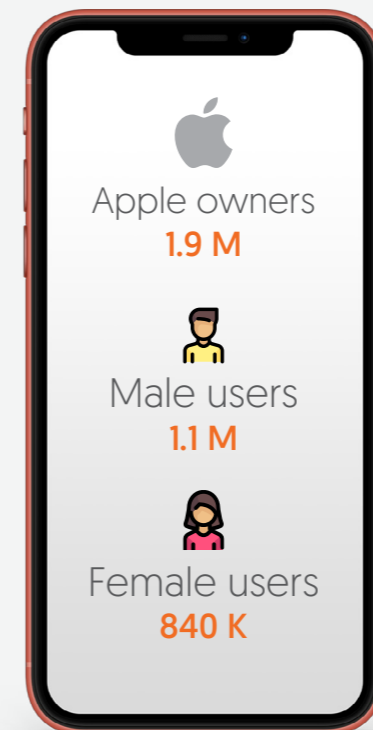 Apple owners
1.9 M
Male users
1.1 M
Female users
840 K